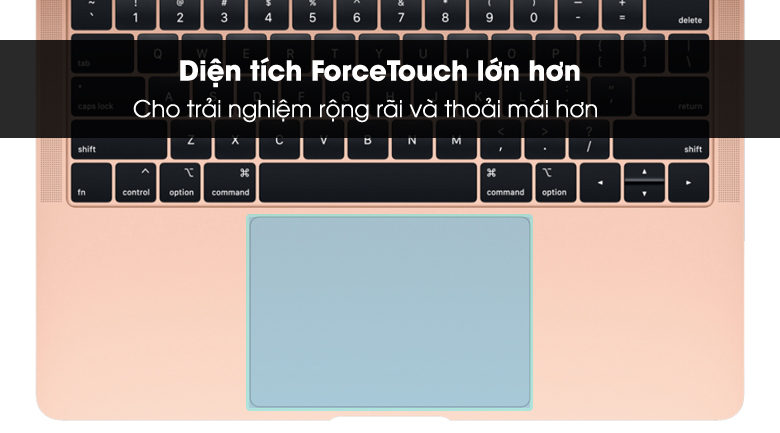 ~ ! @ # $ % ^ & * ( ) — +
` 1 2 3 4 5 6 7 8 9 0 - = delete
Diện tích ForceTouch lớn hơn
tab Q W E R T Y U I O P { [ } ] | \
Cho trải nghiệm rộng rãi và thoải mái hơn
caps lock A return
shift Z X C V B N M < , > . ? / shift
fn ^ control ⌥ option ⌘ command ⌘ command ⌥ option ◄ ▲ ▼ ►